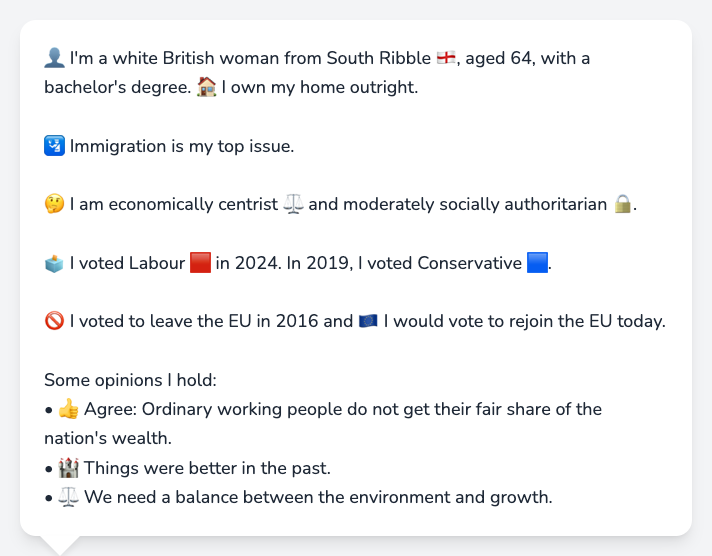 👤 I'm a white British woman from South Ribble 🏴󠁧󠁢󠁥󠁮󠁧󠁿, aged 64, with a
bachelor's degree. 🏠 I own my home outright.
🛂 Immigration is my top issue.
🤔 I am economically centrist ⚖️ and moderately socially authoritarian 🔒.
🗳️ I voted Labour 🟥 in 2024. In 2019, I voted Conservative 🟦.
🚫 I voted to leave the EU in 2016 and 🇪🇺 I would vote to rejoin the EU today.
Some opinions I hold:
• 👍 Agree: Ordinary working people do not get their fair share of the
nation's wealth.
• 🏰 Things were better in the past.
• ⚖️ We need a balance between the environment and growth.